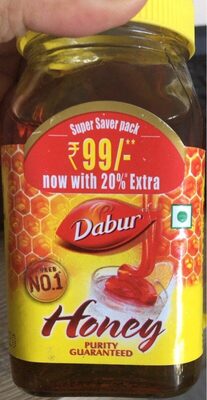 Super Saver pack
₹99/-**
now with 20%* Extra
Dabur
NO.1
Honey
PURITY
GUARANTEED